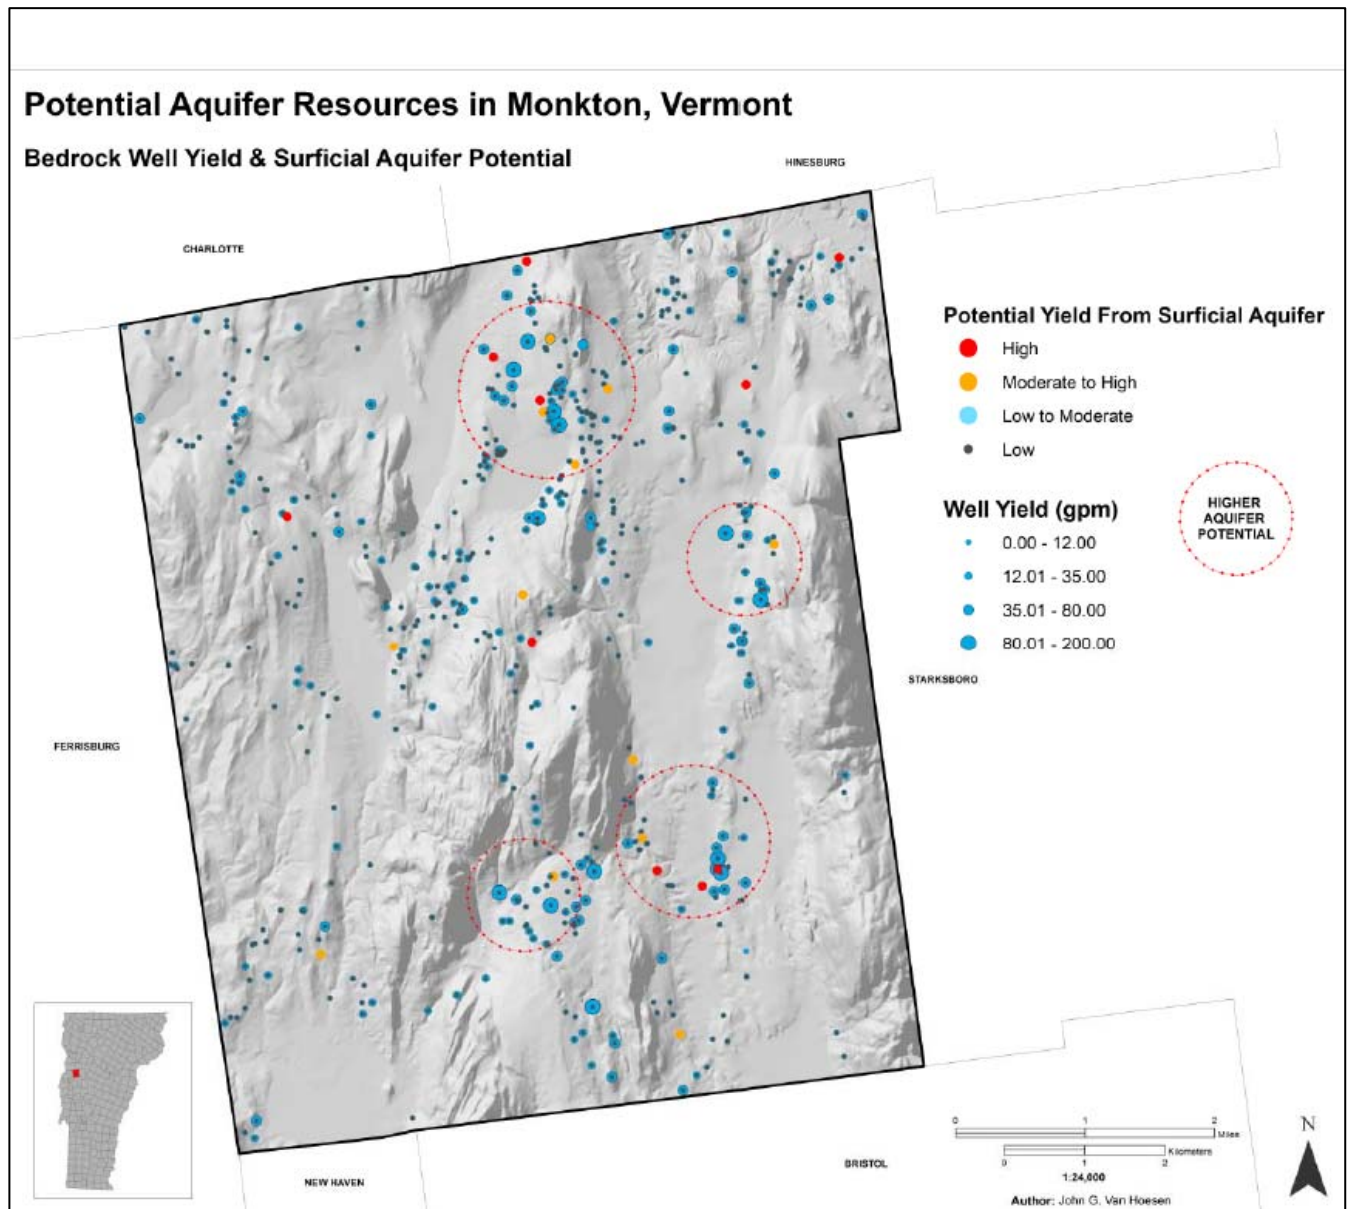 Potential Aquifer Resources in Monkton, Vermont
Bedrock Well Yield & Surficial Aquifer Potential
HINESBURG
CHARLOTTE
Potential Yield From Surficial Aquifer
High
Moderate to High
Low to Moderate
Low
HIGHER
AQUIFER
POTENTIAL
Well Yield (gpm)
0.00 - 12.00
12.01 - 35.00
35.01 - 80.00
80.01 - 200.00
STARKSBORO
FERRISBURG
0 1 2
Miles
Kilometers
0 1 2
1:24,000
N
BRISTOL
NEW HAVEN
Author: John G. Van Hoesen